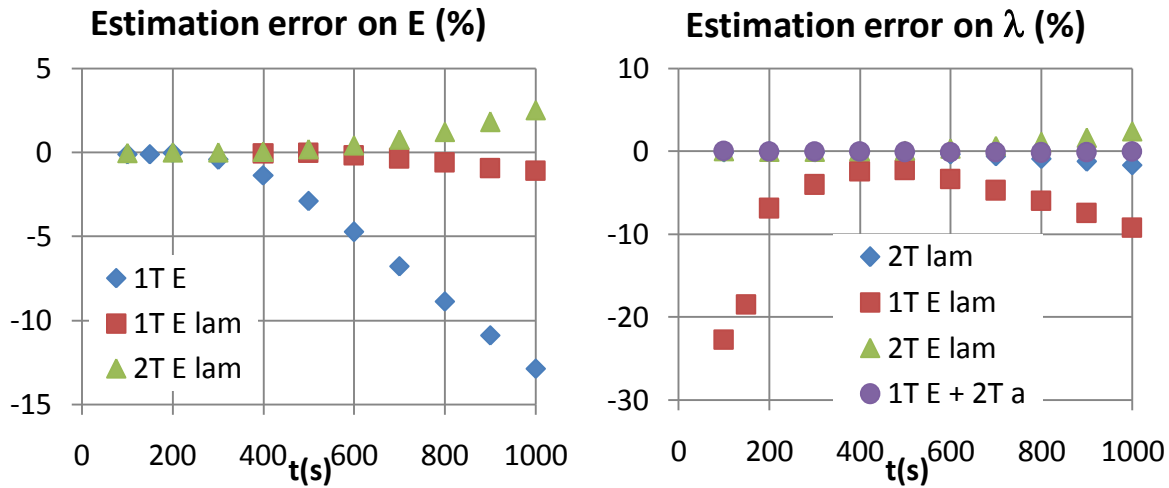 Estimation error on E (%)
5
0
-5
-10
-15
0
200
400
600
800
1000
t(s)
1T E
1T E lam
2T E lam
Estimation error on λ (%)
10
0
-10
-20
-30
0
200
400
600
800
1000
t(s)
2T lam
1T E lam
2T E lam
1T E + 2T a